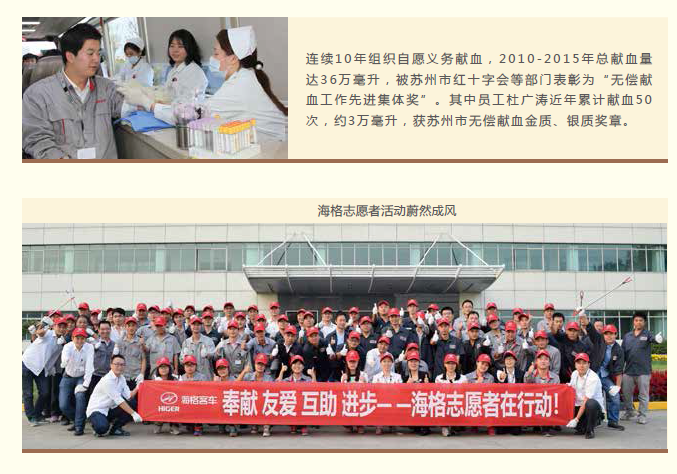 连续10年组织自愿义务献血，2010-2015年总献血量
达36万毫升，被苏州市红十字会等部门表彰为“无偿献
血工作先进集体奖”。其中员工杜广涛近年累计献血50
次，约3万毫升，获苏州市无偿献血金质、银质奖章。
海格志愿者活动蔚然成风
海格客车 HIGER 奉献 友爱 互助 进步－－海格志愿者在行动！